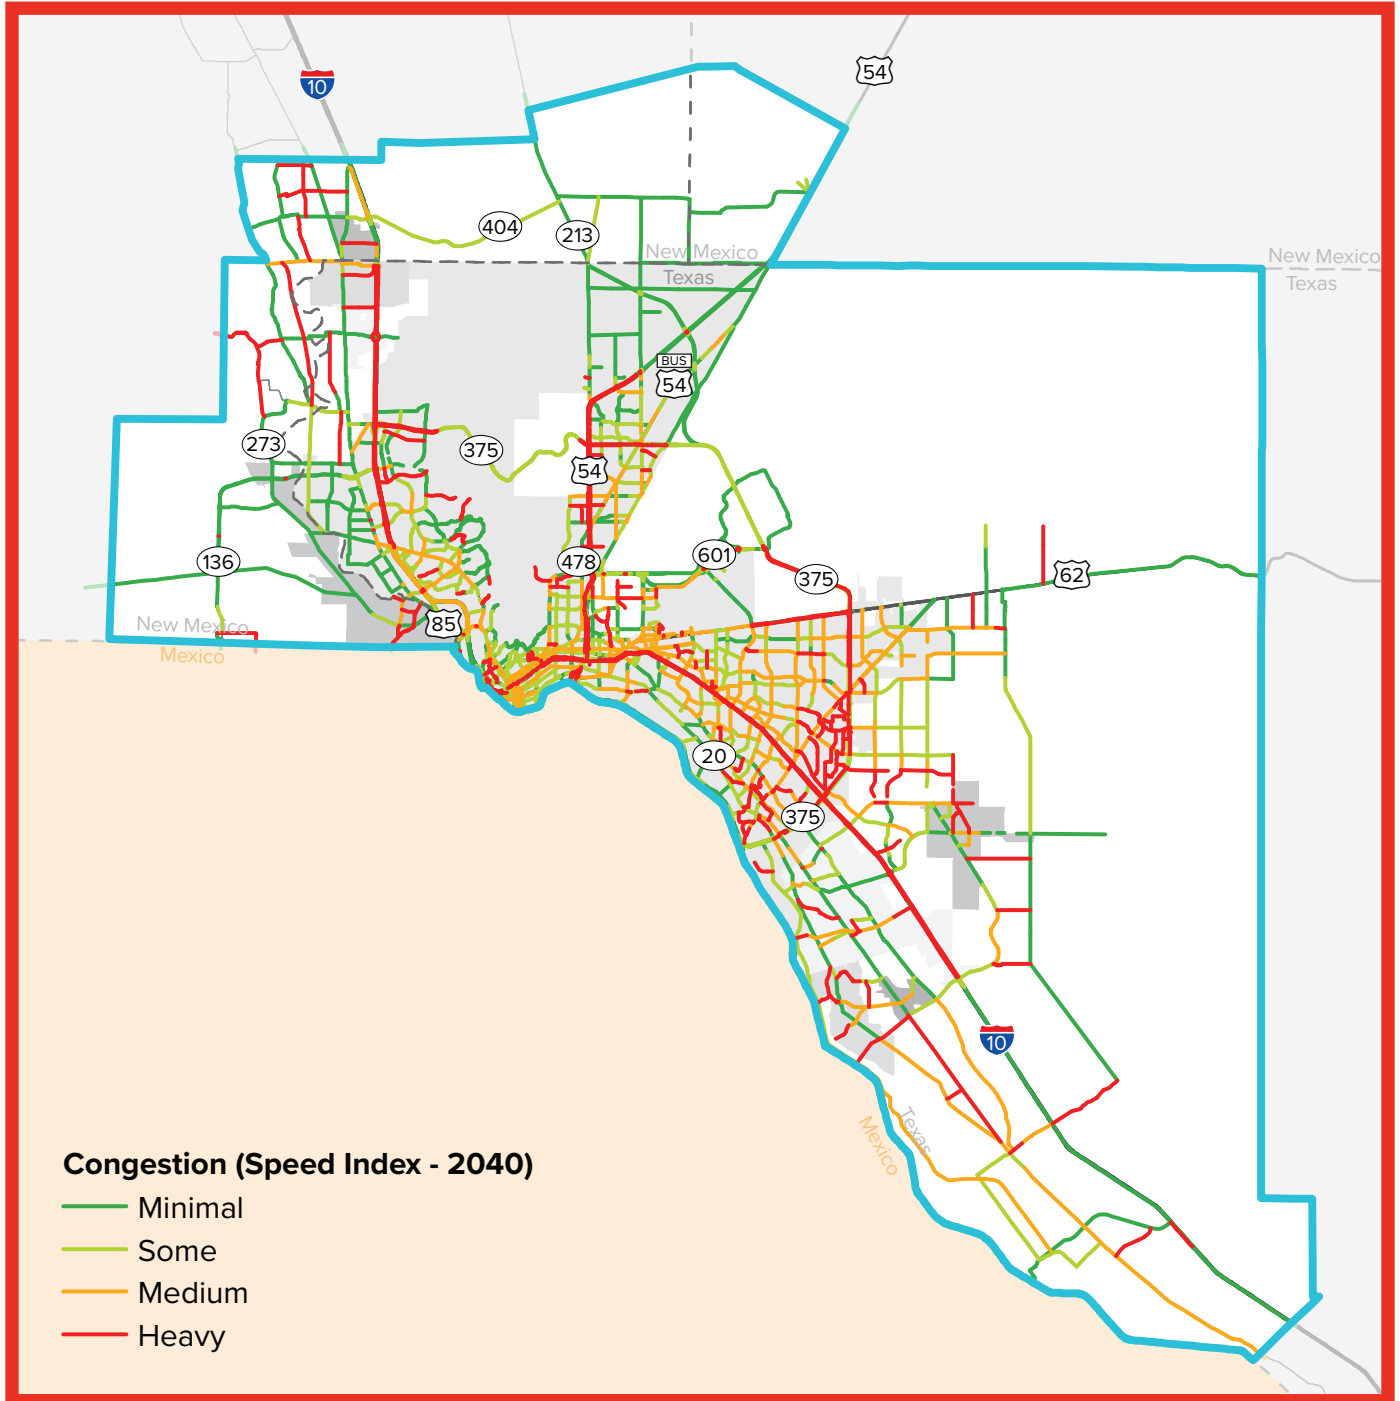 54
10
404
213
New Mexico
Texas
New Mexico
Texas
BUS
54
273
375
54
136
478
601
375
62
85
New Mexico
Mexico
20
375
10
Texas
Mexico
Congestion (Speed Index - 2040)
Minimal
Some
Medium
Heavy